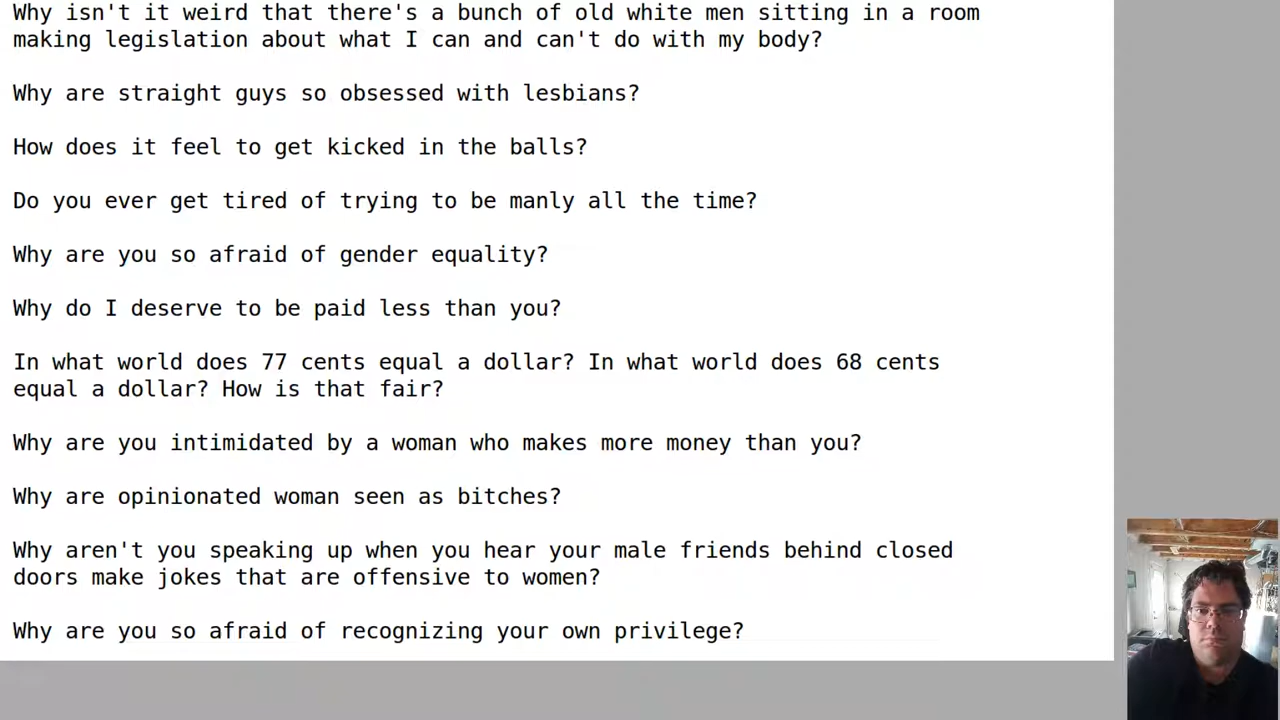 Why isn't it weird that there's a bunch of old white men sitting in a room
making legislation about what I can and can't do with my body?
Why are straight guys so obsessed with lesbians?
How does it feel to get kicked in the balls?
Do you ever get tired of trying to be manly all the time?
Why are you so afraid of gender equality?
Why do I deserve to be paid less than you?
In what world does 77 cents equal a dollar? In what world does 68 cents
equal a dollar? How is that fair?
Why are you intimidated by a woman who makes more money than you?
Why are opinionated woman seen as bitches?
Why aren't you speaking up when you hear your male friends behind closed
doors make jokes that are offensive to women?
Why are you so afraid of recognizing your own privilege?